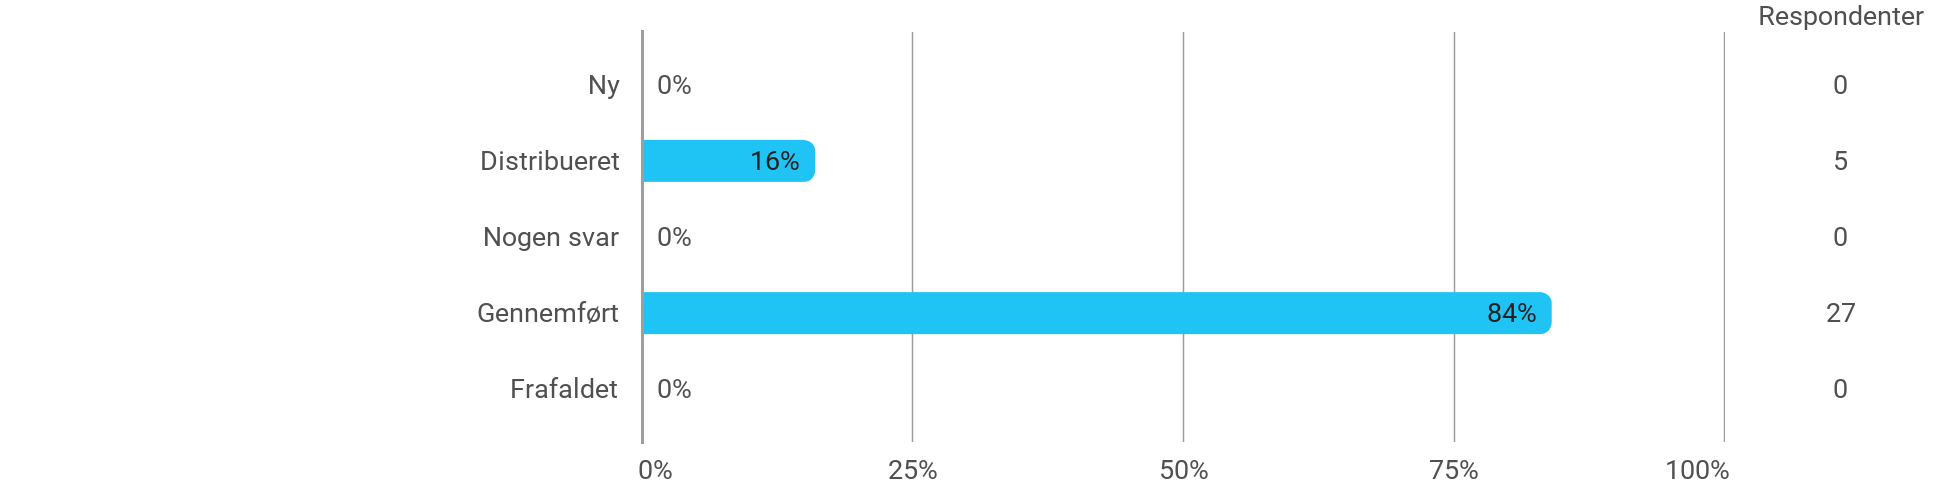 Respondenter
Ny 0% 0
Distribueret 16% 5
Nogen svar 0% 0
Gennemført 84% 27
Frafaldet 0% 0
0% 25% 50% 75% 100%